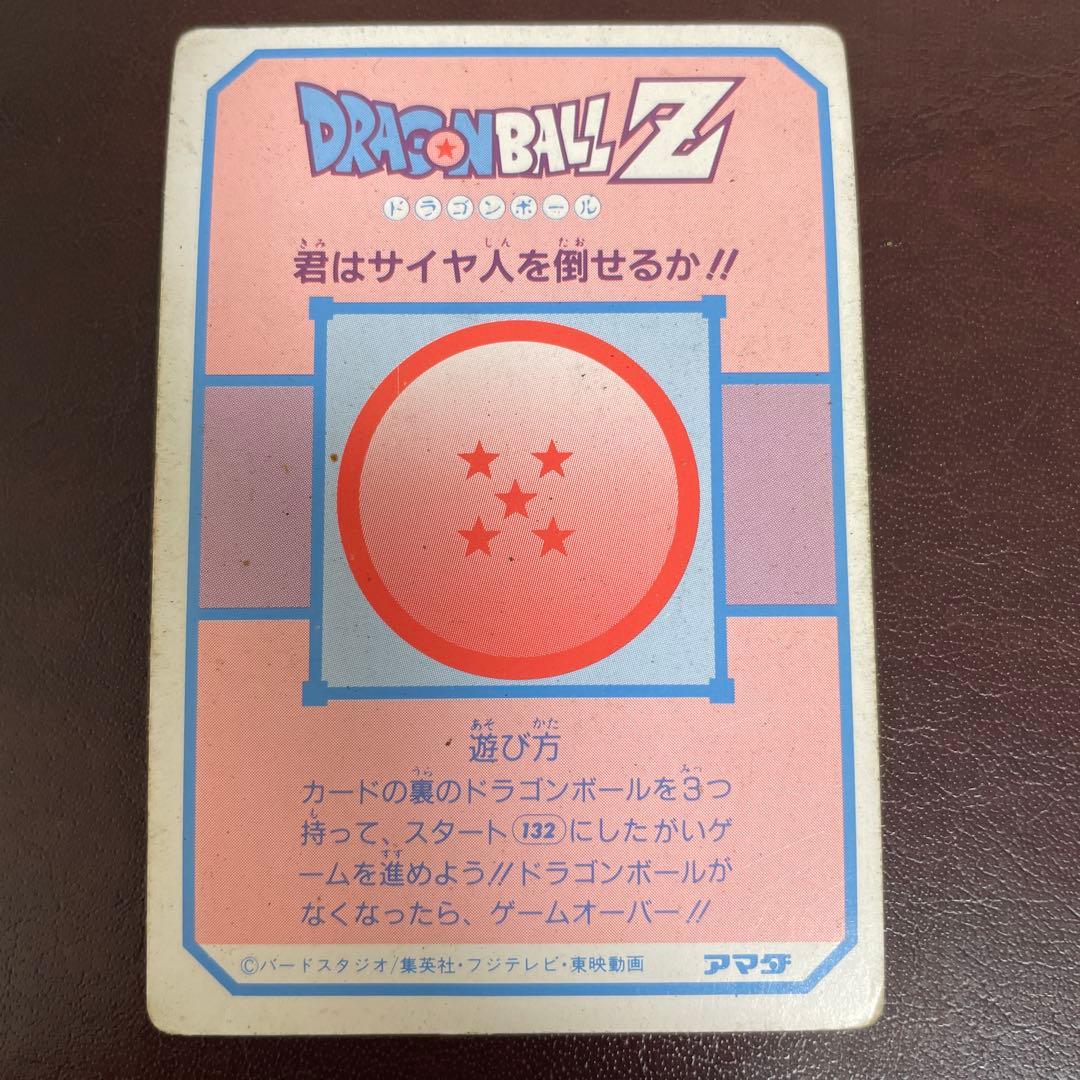 DRAGON BALL Z
ドラゴンボール
君はサイヤ人を倒せるか!!
遊び方
カードの裏のドラゴンボールを3つ
持って、スタート132にしたがいゲ
ームを進めよう!!ドラゴンボールが
なくなったら、ゲームオーバー!!
©バードスタジオ/集英社・フジテレビ・東映動画 アマダ